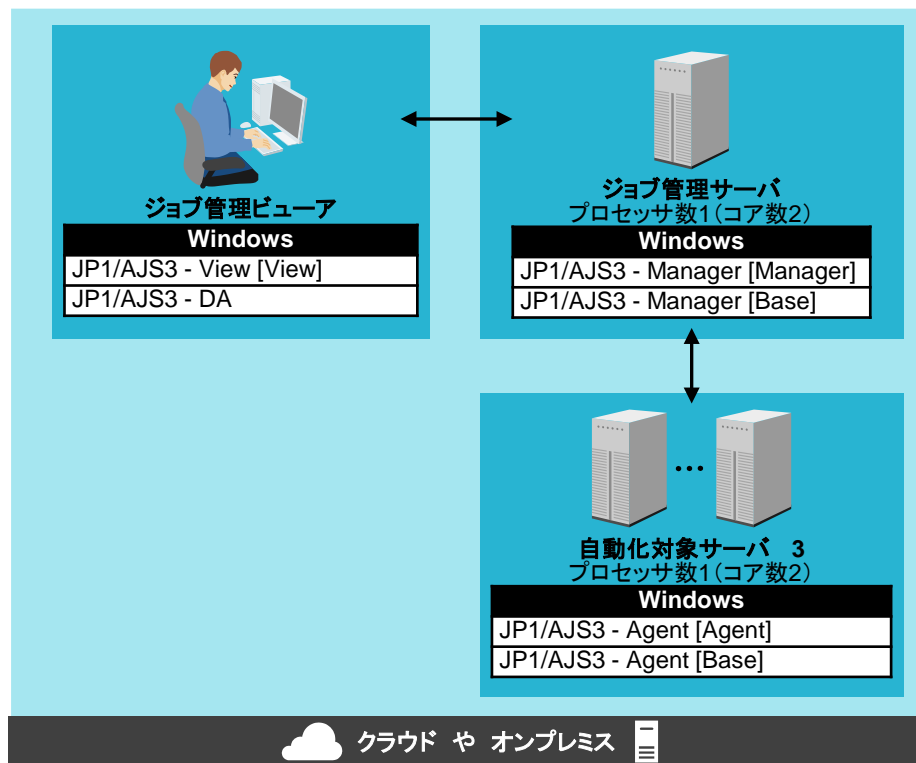 ジョブ管理ビューア
Windows
JP1/AJS3 - View [View]
JP1/AJS3 - DA
ジョブ管理サーバ
プロセッサ数1(コア数2)
Windows
JP1/AJS3 - Manager [Manager]
JP1/AJS3 - Manager [Base]
…
自動化対象サーバ　3
プロセッサ数1(コア数2)
Windows
JP1/AJS3 - Agent [Agent]
JP1/AJS3 - Agent [Base]
クラウド や オンプレミス